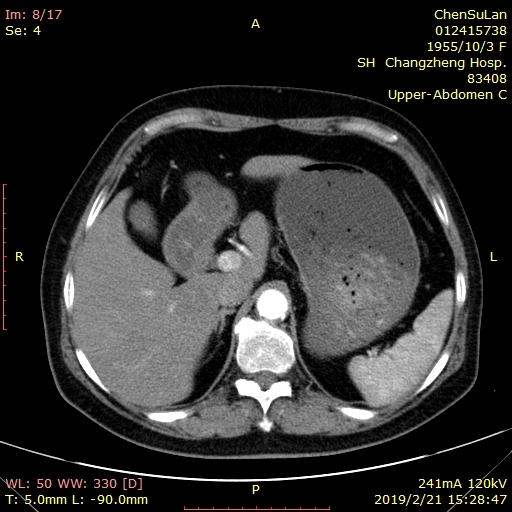 Im: 8/17
Se: 4
A
ChenSuLan
012415738
1955/10/3 F
SH Changzheng Hosp.
83408
Upper-Abdomen C
R
L
WL: 50 WW: 330 [D]
T: 5.0mm L: -90.0mm
P
241mA 120kV
2019/2/21 15:28:47